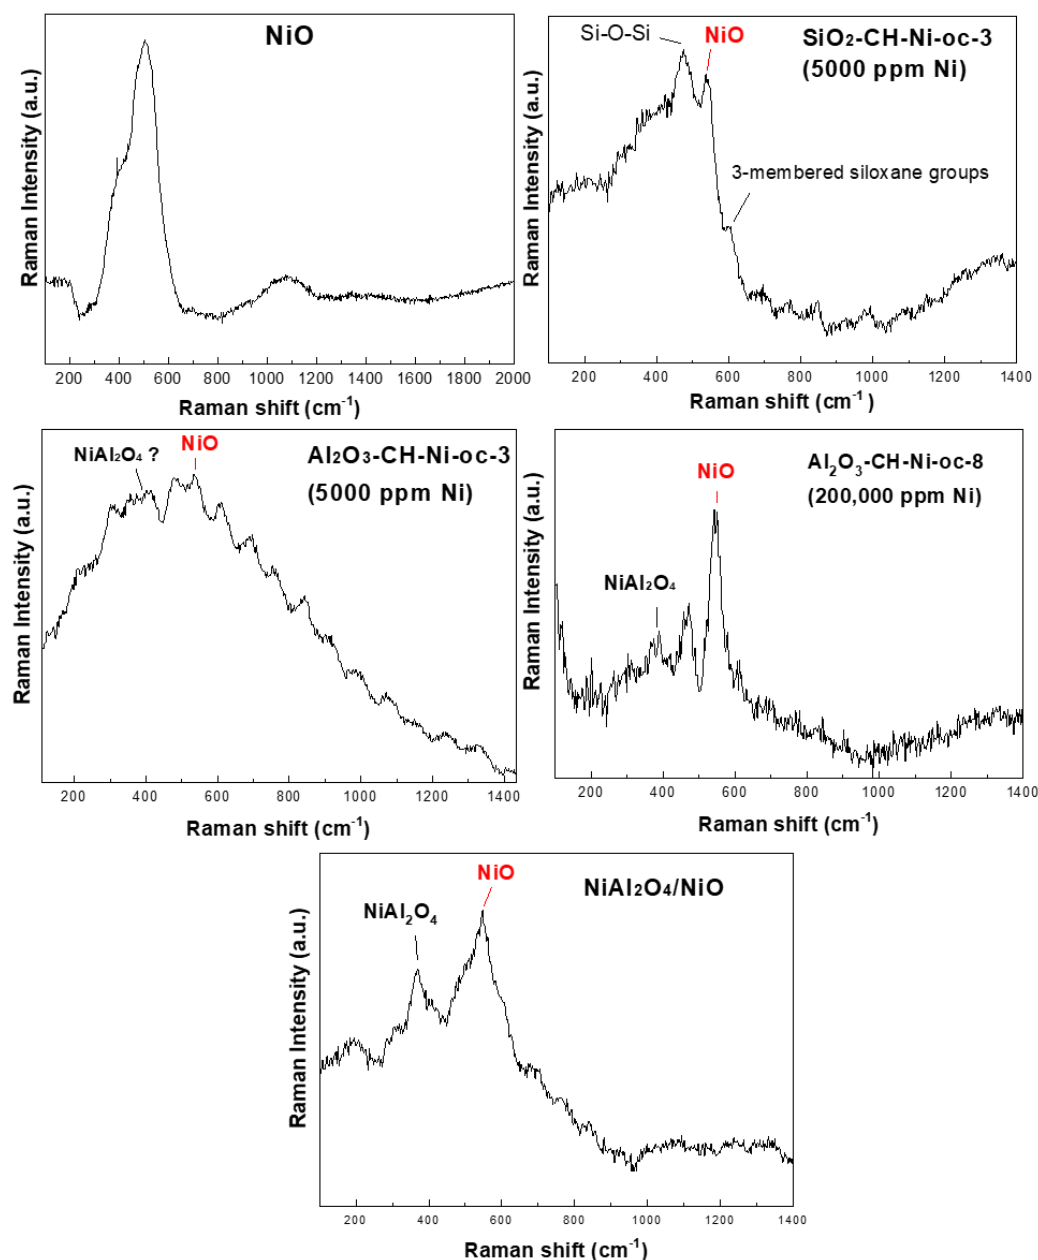 NiO
Raman Intensity (a.u.)
200 400 600 800 1000 1200 1400 1600 1800 2000
Raman shift (cm⁻¹)
Si-O-Si
NiO
SiO₂-CH-Ni-oc-3
(5000 ppm Ni)
3-membered siloxane groups
Raman Intensity (a.u.)
200 400 600 800 1000 1200 1400
Raman shift (cm⁻¹)
NiAl₂O₄ ?
NiO
Al₂O₃-CH-Ni-oc-3
(5000 ppm Ni)
Raman Intensity (a.u.)
200 400 600 800 1000 1200 1400
Raman shift (cm⁻¹)
NiO
Al₂O₃-CH-Ni-oc-8
(200,000 ppm Ni)
NiAl₂O₄
Raman Intensity (a.u.)
200 400 600 800 1000 1200 1400
Raman shift (cm⁻¹)
NiO
NiAl₂O₄/NiO
NiAl₂O₄
Raman Intensity (a.u.)
200 400 600 800 1000 1200 1400
Raman shift (cm⁻¹)